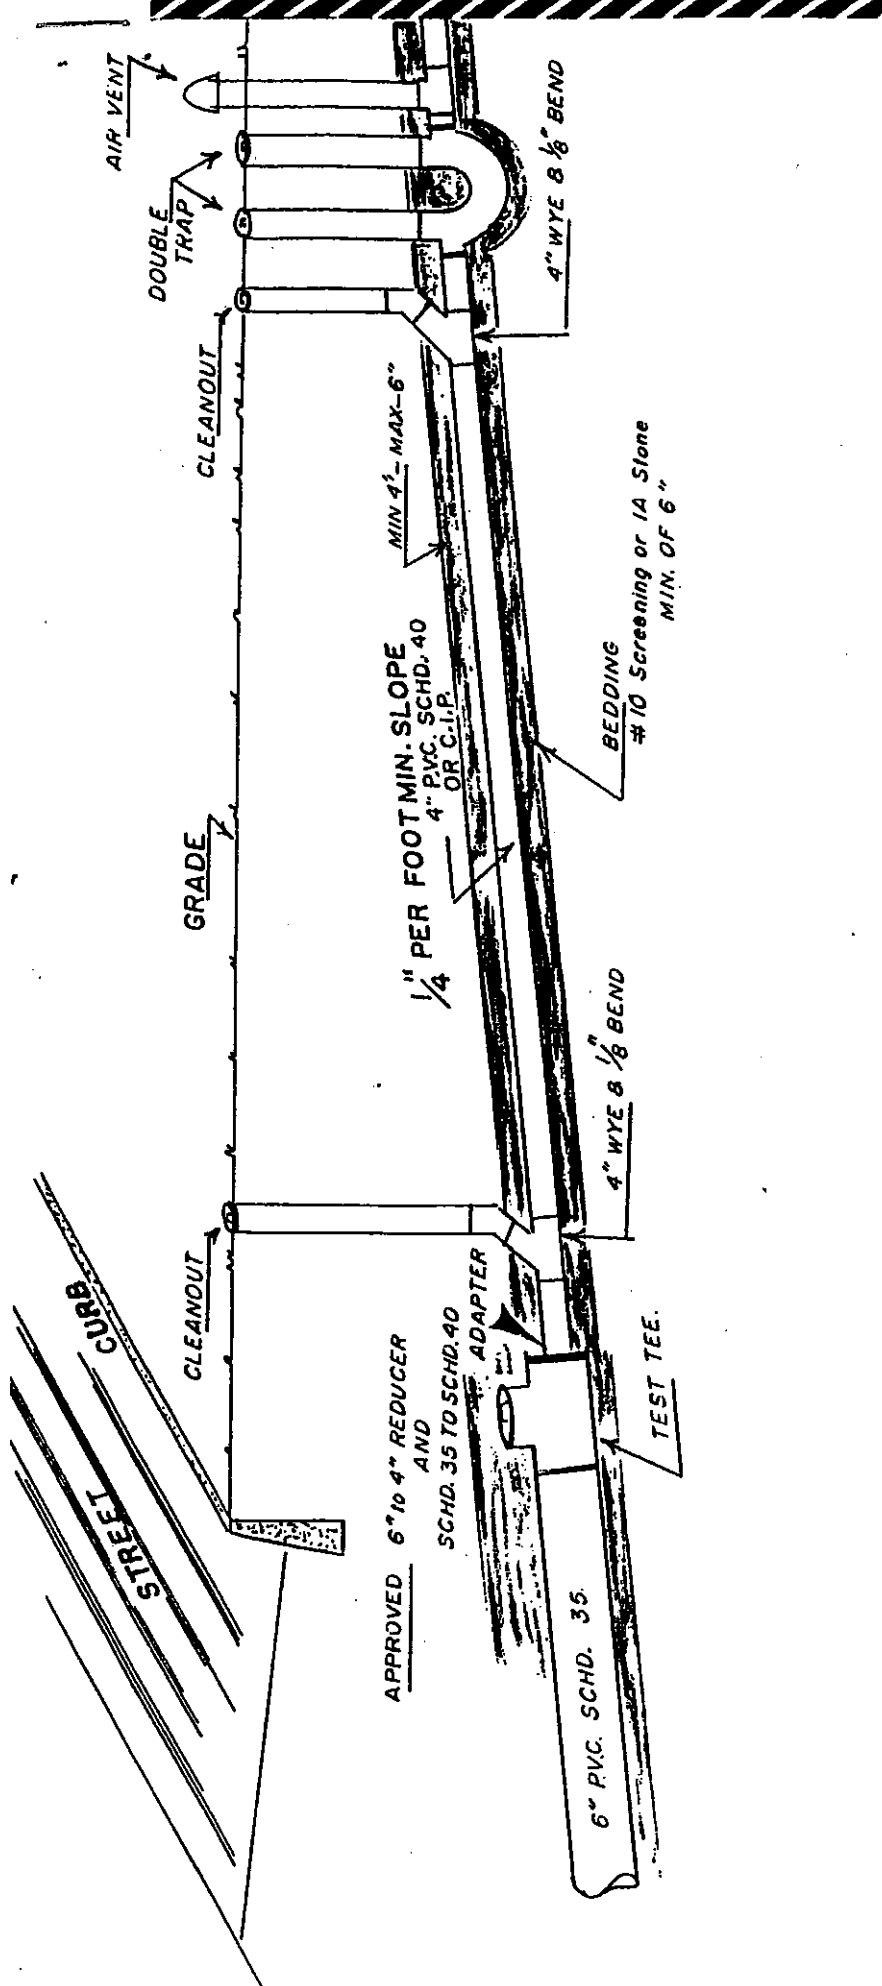 STREET
CURB
GRADE
CLEANOUT
CLEANOUT
DOUBLE
TRAP
AIR VENT
APPROVED 6" to 4" REDUCER
AND
SCHD. 35 TO SCHD. 40
ADAPTER
1/4" PER FOOT MIN. SLOPE
4" P.V.C. SCHD. 40
OR C.I.P.
MIN 4"- MAX-6"
6" P.V.C. SCHD. 35
TEST TEE.
4" WYE 8 1/8" BEND
BEDDING
#10 Screening or 1A Stone
MIN. OF 6"
4" WYE 8 1/8" BEND